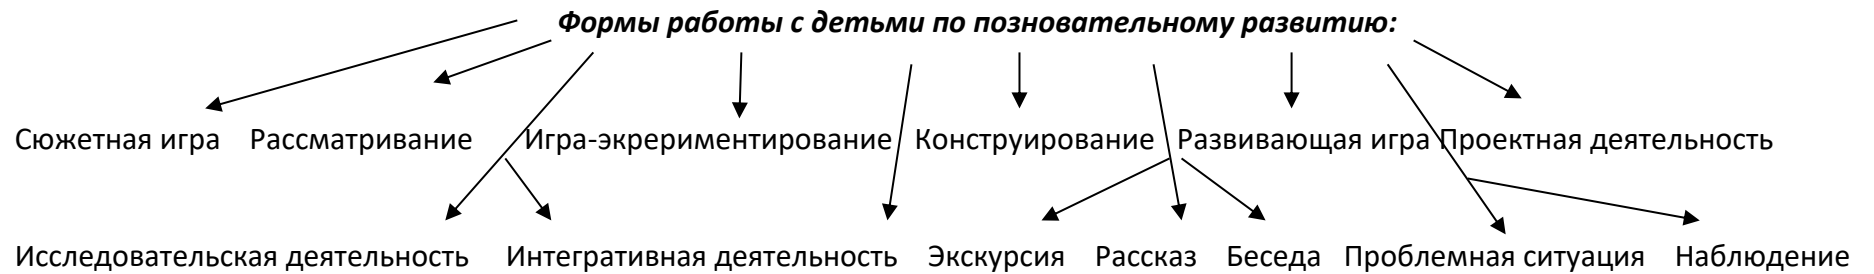 Формы работы с детьми по позновательному развитию:
Сюжетная игра Рассматривание Игра-экрериментирование Конструирование Развивающая игра Проектная деятельность
Исследовательская деятельность Интегративная деятельность Экскурсия Рассказ Беседа Проблемная ситуация Наблюдение